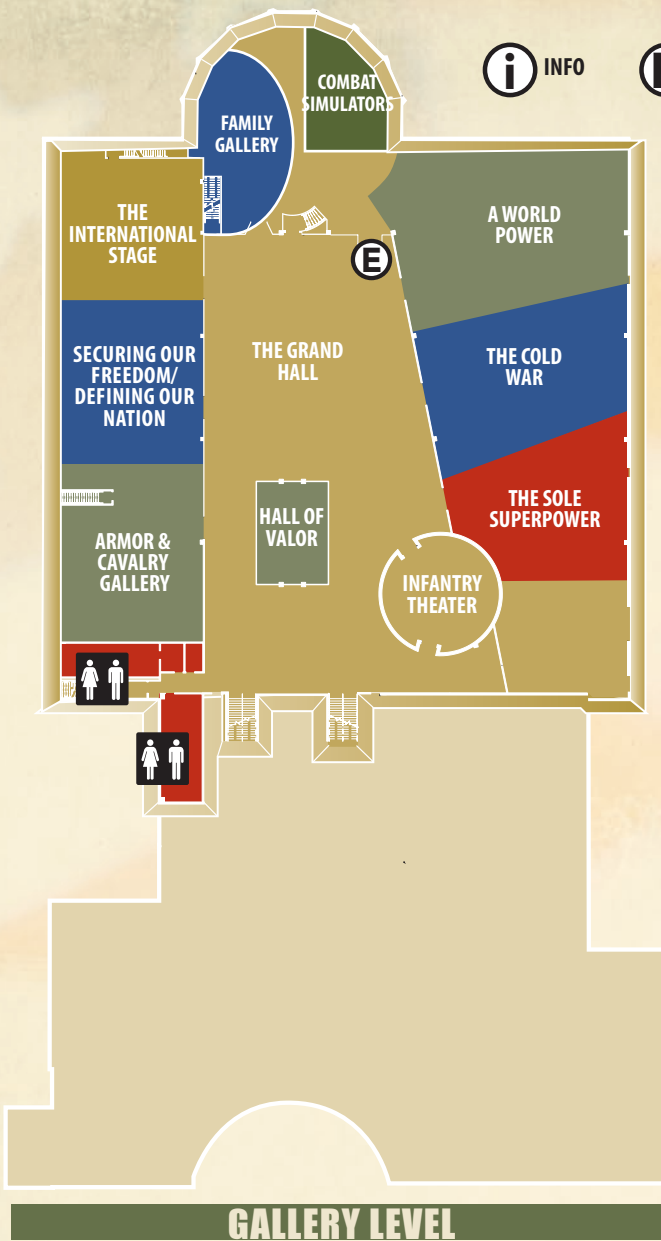 COMBAT
SIMULATORS
i INFO
FAMILY
GALLERY
THE
INTERNATIONAL
STAGE
A WORLD
POWER
E
THE GRAND
HALL
SECURING OUR
FREEDOM/
DEFINING OUR
NATION
THE COLD
WAR
HALL OF
VALOR
THE SOLE
SUPERPOWER
ARMOR &
CAVALRY
GALLERY
INFANTRY
THEATER
GALLERY LEVEL